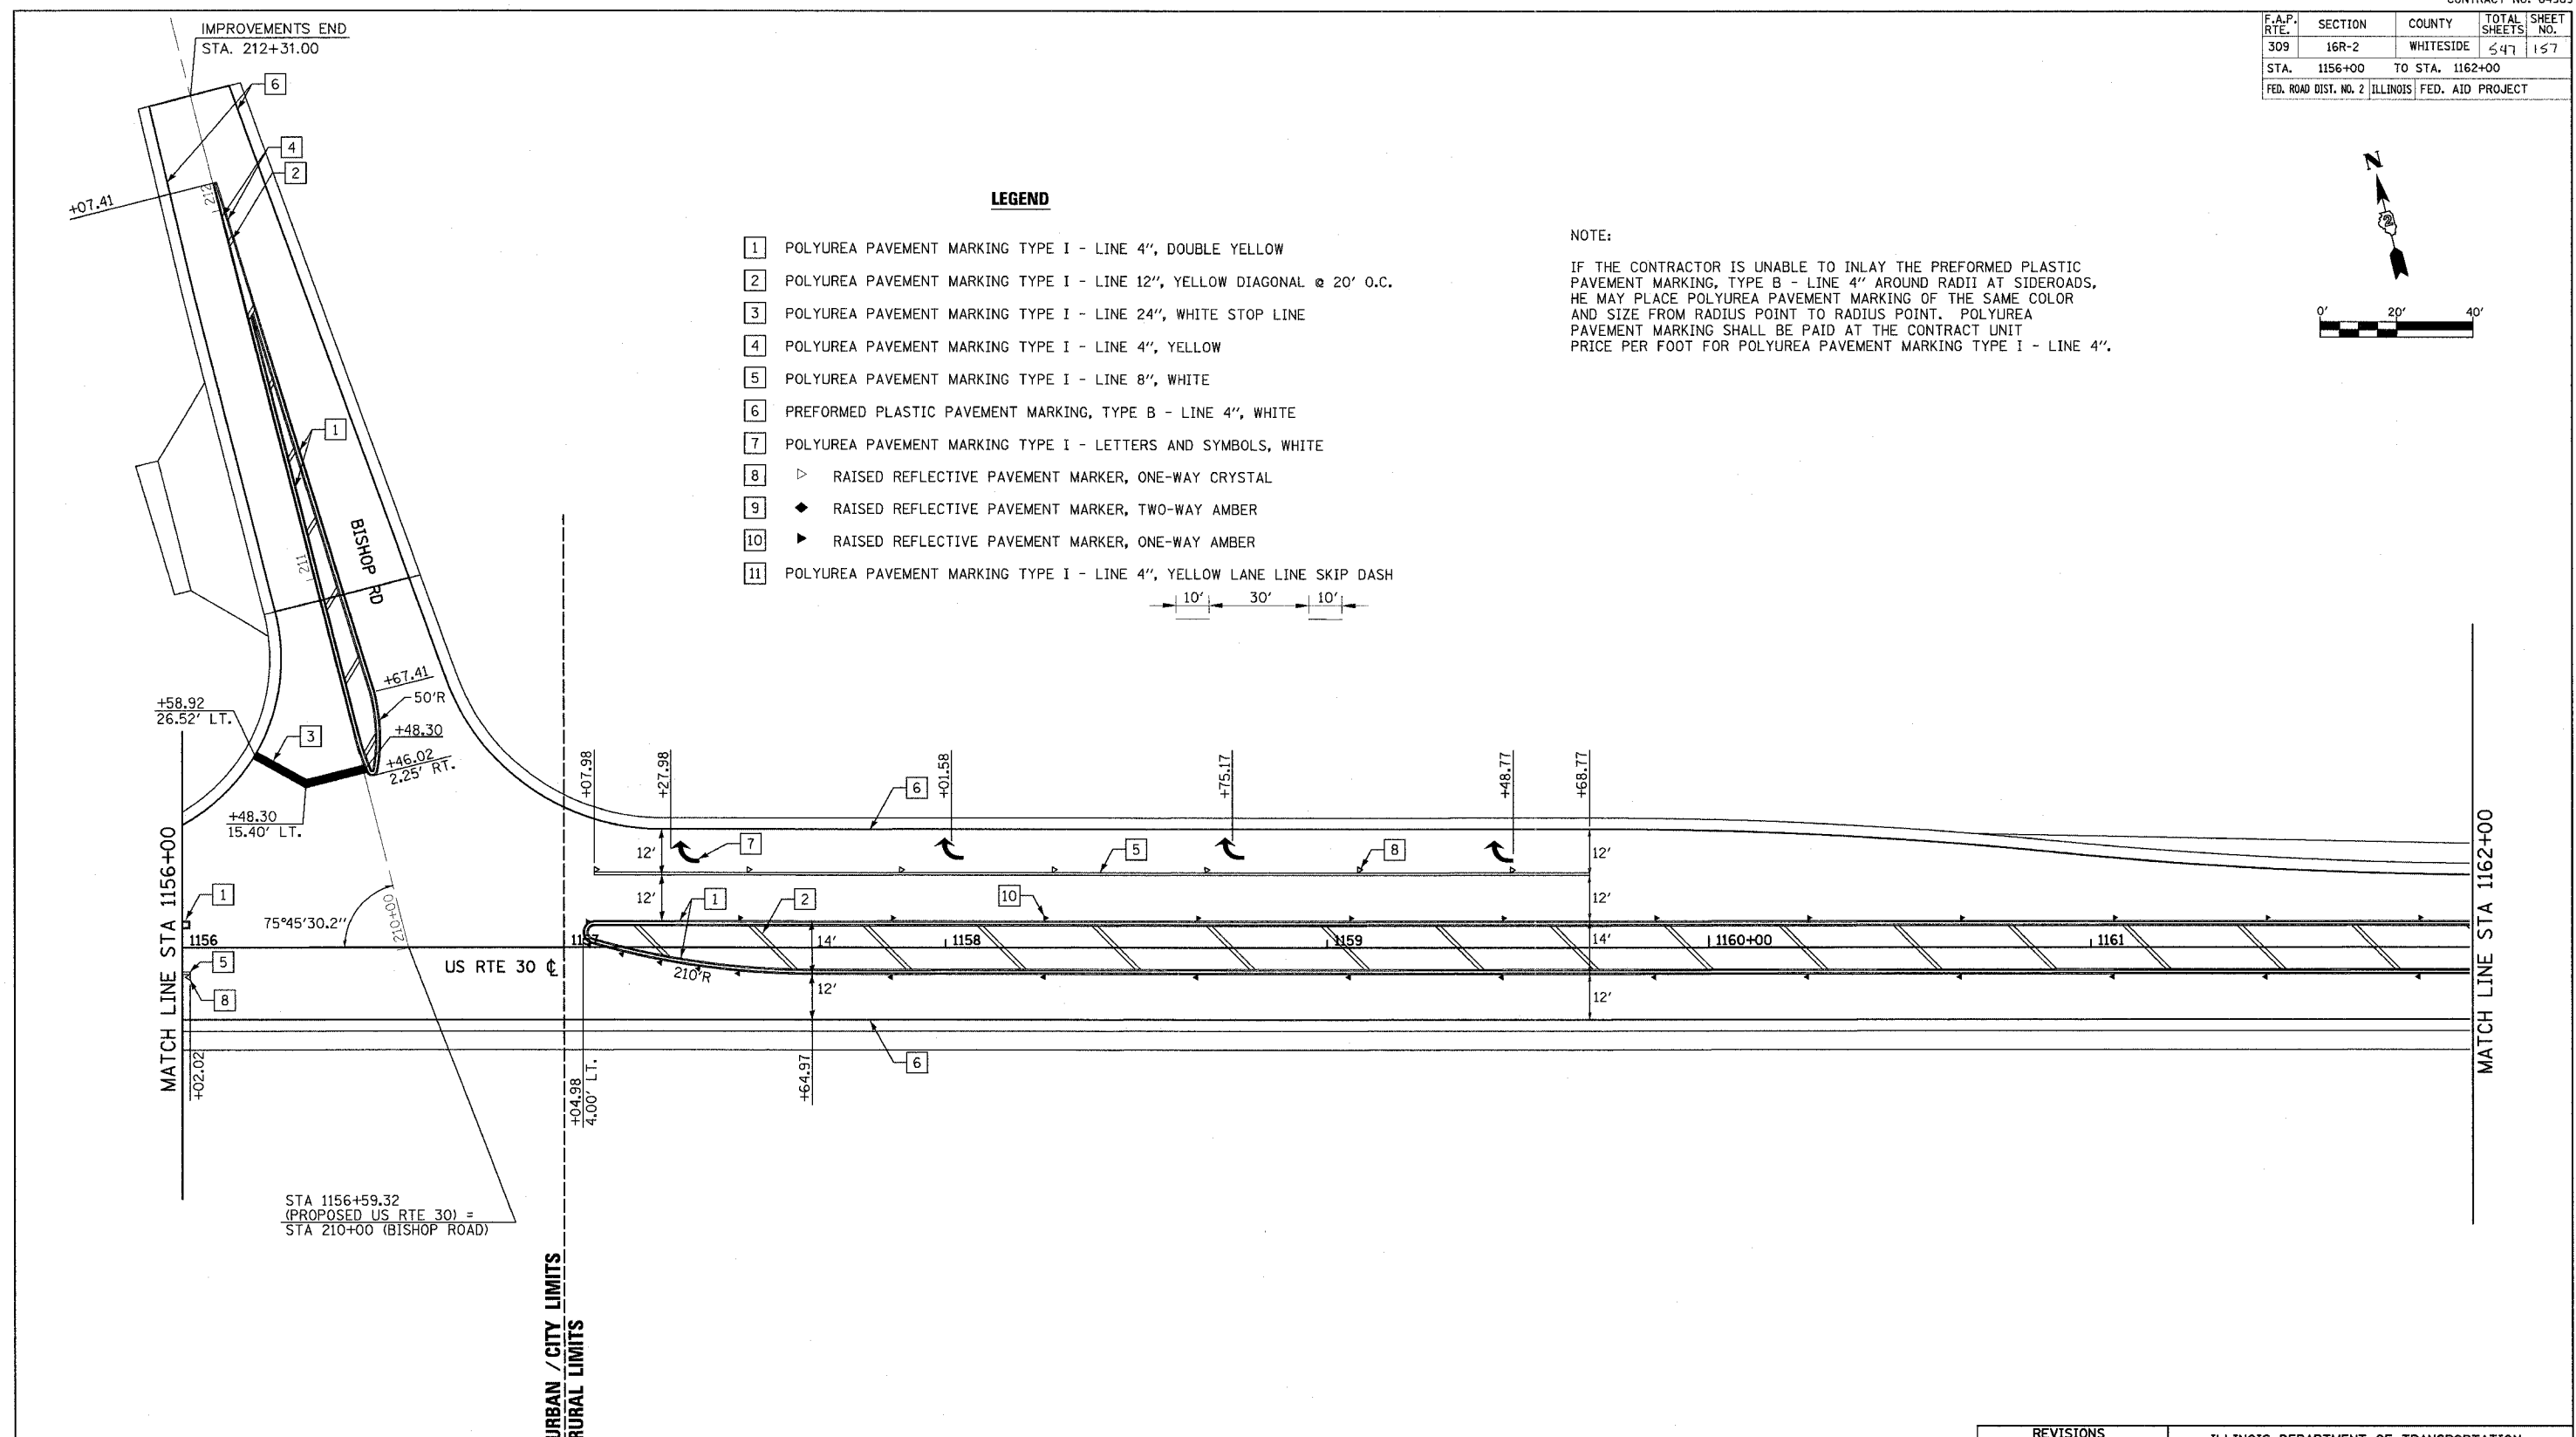 F.A.P. RTE. SECTION COUNTY TOTAL SHEETS SHEET NO.
309 16R-2 WHITESIDE 547 157
STA. 1156+00 TO STA. 1162+00
FED. ROAD DIST. NO. 2 ILLINOIS FED. AID PROJECT
IMPROVEMENTS END
STA. 212+31.00
6
4
2
+07.41
212
1
BISHOP RD
211
+67.41
50'R
+58.92
26.52' LT.
3
+48.30
+46.02
2.25' RT.
+48.30
15.40' LT.
LEGEND
1 POLYUREA PAVEMENT MARKING TYPE I - LINE 4", DOUBLE YELLOW
2 POLYUREA PAVEMENT MARKING TYPE I - LINE 12", YELLOW DIAGONAL @ 20' O.C.
3 POLYUREA PAVEMENT MARKING TYPE I - LINE 24", WHITE STOP LINE
4 POLYUREA PAVEMENT MARKING TYPE I - LINE 4", YELLOW
5 POLYUREA PAVEMENT MARKING TYPE I - LINE 8", WHITE
6 PREFORMED PLASTIC PAVEMENT MARKING, TYPE B - LINE 4", WHITE
7 POLYUREA PAVEMENT MARKING TYPE I - LETTERS AND SYMBOLS, WHITE
8 RAISED REFLECTIVE PAVEMENT MARKER, ONE-WAY CRYSTAL
9 RAISED REFLECTIVE PAVEMENT MARKER, TWO-WAY AMBER
10 RAISED REFLECTIVE PAVEMENT MARKER, ONE-WAY AMBER
11 POLYUREA PAVEMENT MARKING TYPE I - LINE 4", YELLOW LANE LINE SKIP DASH
10' 30' 10'
NOTE:
IF THE CONTRACTOR IS UNABLE TO INLAY THE PREFORMED PLASTIC
PAVEMENT MARKING, TYPE B - LINE 4" AROUND RADII AT SIDEROADS,
HE MAY PLACE POLYUREA PAVEMENT MARKING OF THE SAME COLOR
AND SIZE FROM RADIUS POINT TO RADIUS POINT. POLYUREA
PAVEMENT MARKING SHALL BE PAID AT THE CONTRACT UNIT
PRICE PER FOOT FOR POLYUREA PAVEMENT MARKING TYPE I - LINE 4".
N
2
0' 20' 40'
+07.98
+27.98
+01.58
+75.17
+48.77
+68.77
6
7
5
8
12'
12'
12'
12'
1
1
2
10
MATCH LINE STA 1156+00
75°45'30.2"
210+00
1156
1157
14'
1158
1159
14'
1160+00
1161
5
US RTE 30 ℄
210'R
8
12'
12'
6
+02.02
+04.98
4.00' LT.
+64.97
MATCH LINE STA 1162+00
STA 1156+59.32
(PROPOSED US RTE 30) =
STA 210+00 (BISHOP ROAD)
URBAN / CITY LIMITS
RURAL LIMITS
REVISIONS
ILLINOIS DEPARTMENT OF TRANSPORTATION